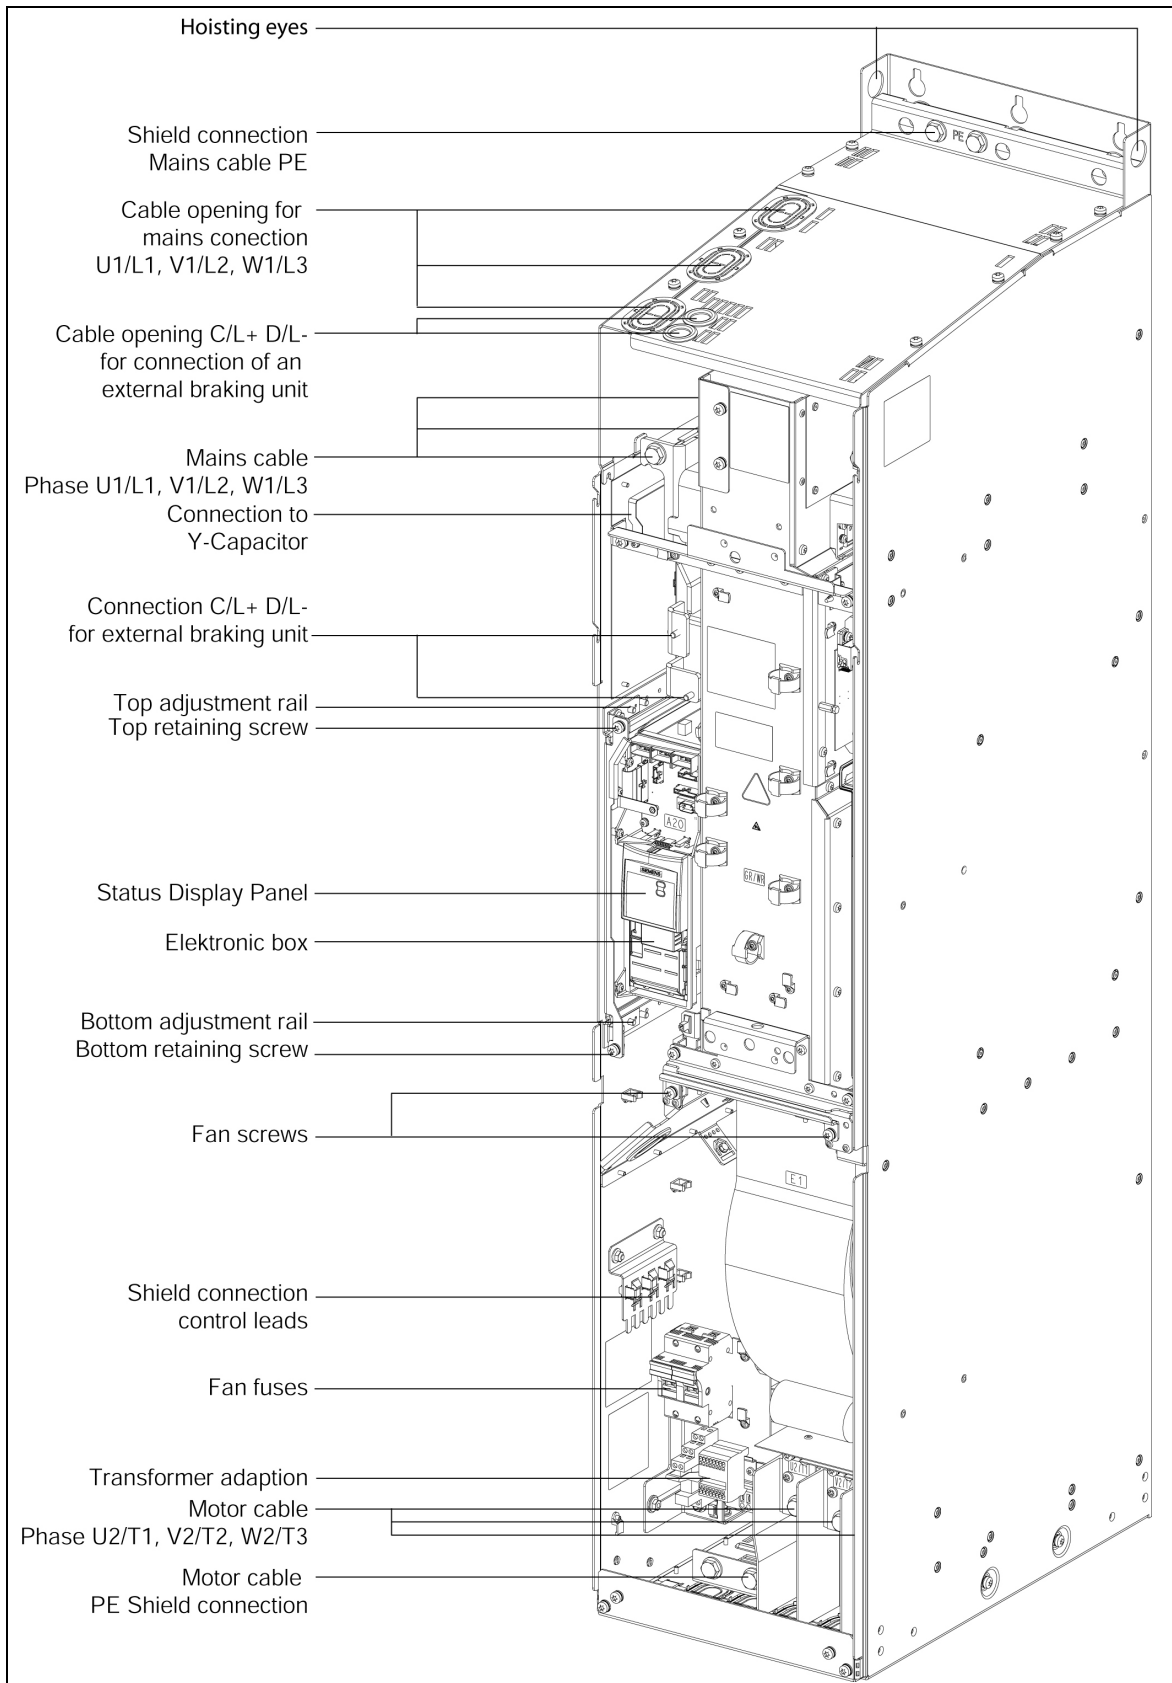 Hoisting eyes
Shield connection
Mains cable PE
PE
Cable opening for
mains conection
U1/L1, V1/L2, W1/L3
Cable opening C/L+ D/L-
for connection of an
external braking unit
Mains cable
Phase U1/L1, V1/L2, W1/L3
Connection to
Y-Capacitor
Connection C/L+ D/L-
for external braking unit
Top adjustment rail
Top retaining screw
A20
SIEMENS
GR/WR
Status Display Panel
Elektronic box
Bottom adjustment rail
Bottom retaining screw
Fan screws
E1
Shield connection
control leads
Fan fuses
Transformer adaption
Motor cable
Phase U2/T1, V2/T2, W2/T3
Motor cable
PE Shield connection